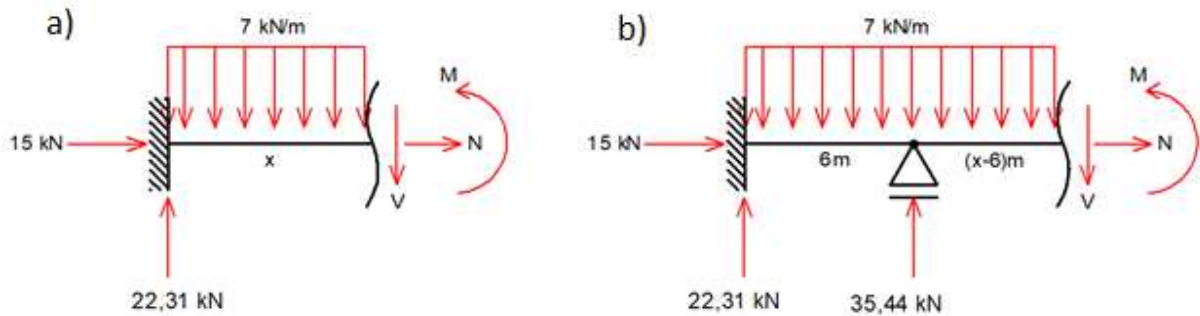 a)
7 kN/m
M
15 kN
N
x
V
22,31 kN
b)
7 kN/m
M
15 kN
N
6m
(x-6)m
V
22,31 kN
35,44 kN